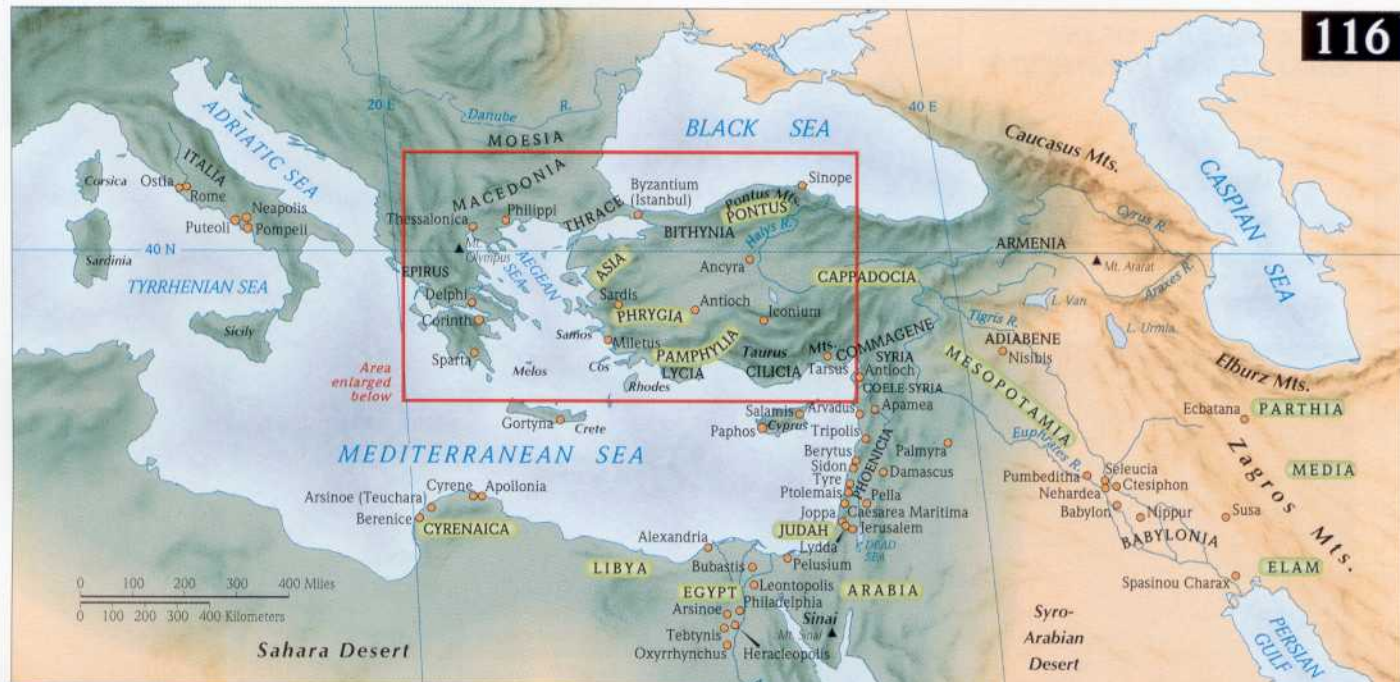 116
20 E
40 E
Danube R.
MOESIA
BLACK SEA
Caucasus Mts.
CASPIAN SEA
ADRIATIC SEA
ITALIA
Corsica
Ostia
Rome
Neapolis
Puteoli
Pompeii
40 N
Sardinia
TYRRHENIAN SEA
Sicily
MACEDONIA
Thessalonica
Philippi
THRACE
Byzantium
(Istanbul)
Sinope
Pontus Mts.
PONTUS
BITHYNIA
Halys R.
Mt.
Olympus
EPIRUS
AEGEAN SEA
ASIA
Ancyra
CAPPADOCIA
ARMENIA
Cyrus R.
Mt. Ararat
Araxes R.
L. Van
L. Urmia
Delphi
Corinth
Sparta
Sardis
PHRYGIA
Antioch
Iconium
Samos
Miletus
PAMPHYLIA
LYCIA
Taurus Mts.
CILICIA
Tarsus
COMMAGENE
SYRIA
Antioch
COELE-SYRIA
Tigris R.
ADIABENE
Nisibis
MESOPOTAMIA
Elburz Mts.
Melos
Cos
Rhodes
Area
enlarged
below
Gortyna
Crete
Salamis
Paphos
Cyprus
Arvadus
Apamea
Tripolis
PHOENICIA
Palmyra
Berytus
Sidon
Tyre
Ptolemais
Damascus
Pella
Joppa
Caesarea Maritima
JUDAH
Jerusalem
Lydda
DEAD
SEA
Euphrates R.
Ecbatana
PARTHIA
Zagros Mts.
MEDIA
Pumbeditha
Seleucia
Ctesiphon
Nehardea
Babylon
Nippur
Susa
BABYLONIA
Spasinou Charax
ELAM
MEDITERRANEAN SEA
Cyrene
Apollonia
Arsinoe (Teuchara)
Berenice
CYRENAICA
Alexandria
LIBYA
Bubastis
Pelusium
EGYPT
Leontopolis
ARABIA
Arsinoe
Philadelphia
Tebtynis
Sinai
Mt. Sinai
Oxyrrhynchus
Heracleopolis
Syro-
Arabian
Desert
PERSIAN
GULF
0 100 200 300 400 Miles
0 100 200 300 400 Kilometers
Sahara Desert